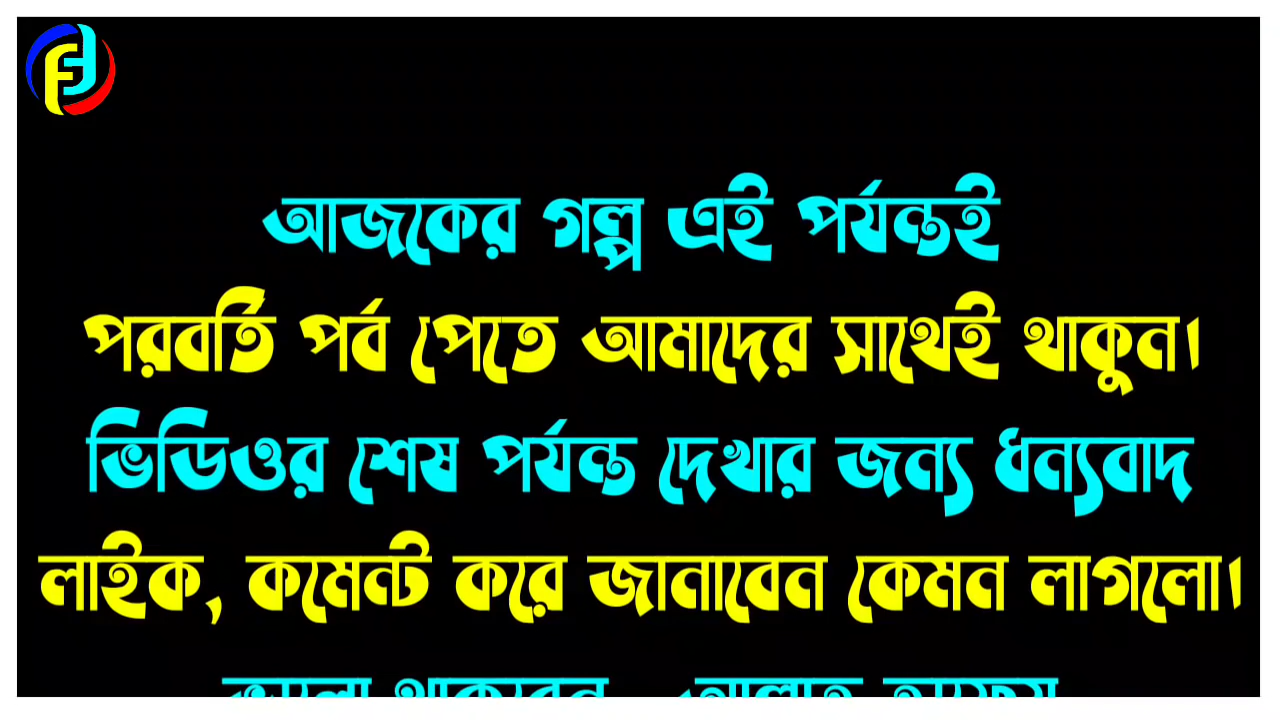 আজকের গল্প এই পর্যন্তই
পরবর্তি পর্ব পেতে আমাদের সাথেই থাকুন।
ভিডিওর শেষ পর্যন্ত দেখার জন্য ধন্যবাদ
লাইক, কমেন্ট করে জানাবেন কেমন লাগলো।